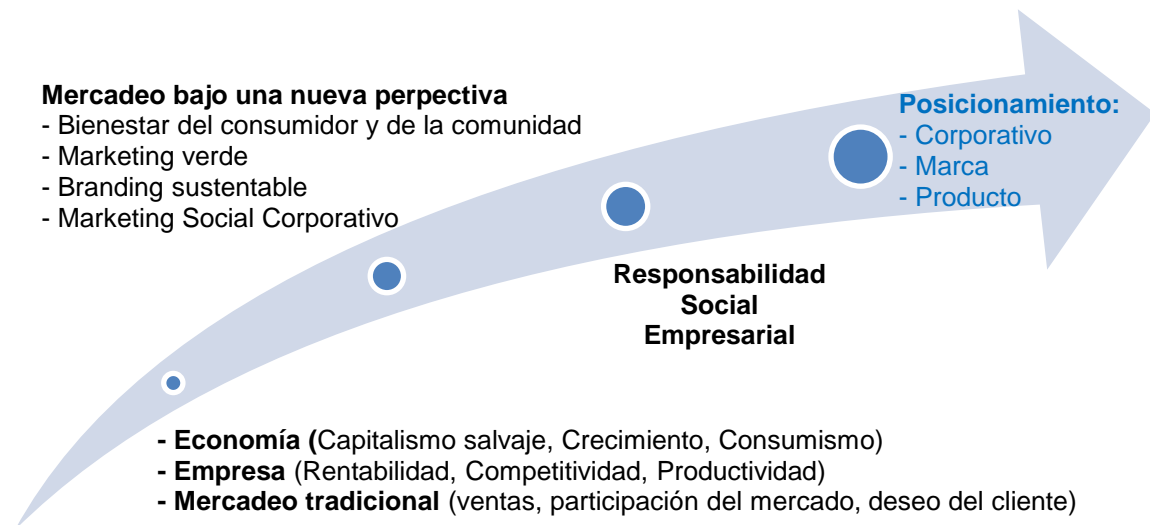 Mercadeo bajo una nueva perpectiva
- Bienestar del consumidor y de la comunidad
- Marketing verde
- Branding sustentable
- Marketing Social Corporativo
Posicionamiento:
- Corporativo
- Marca
- Producto
Responsabilidad
Social
Empresarial
- Economía (Capitalismo salvaje, Crecimiento, Consumismo)
- Empresa (Rentabilidad, Competitividad, Productividad)
- Mercadeo tradicional (ventas, participación del mercado, deseo del cliente)